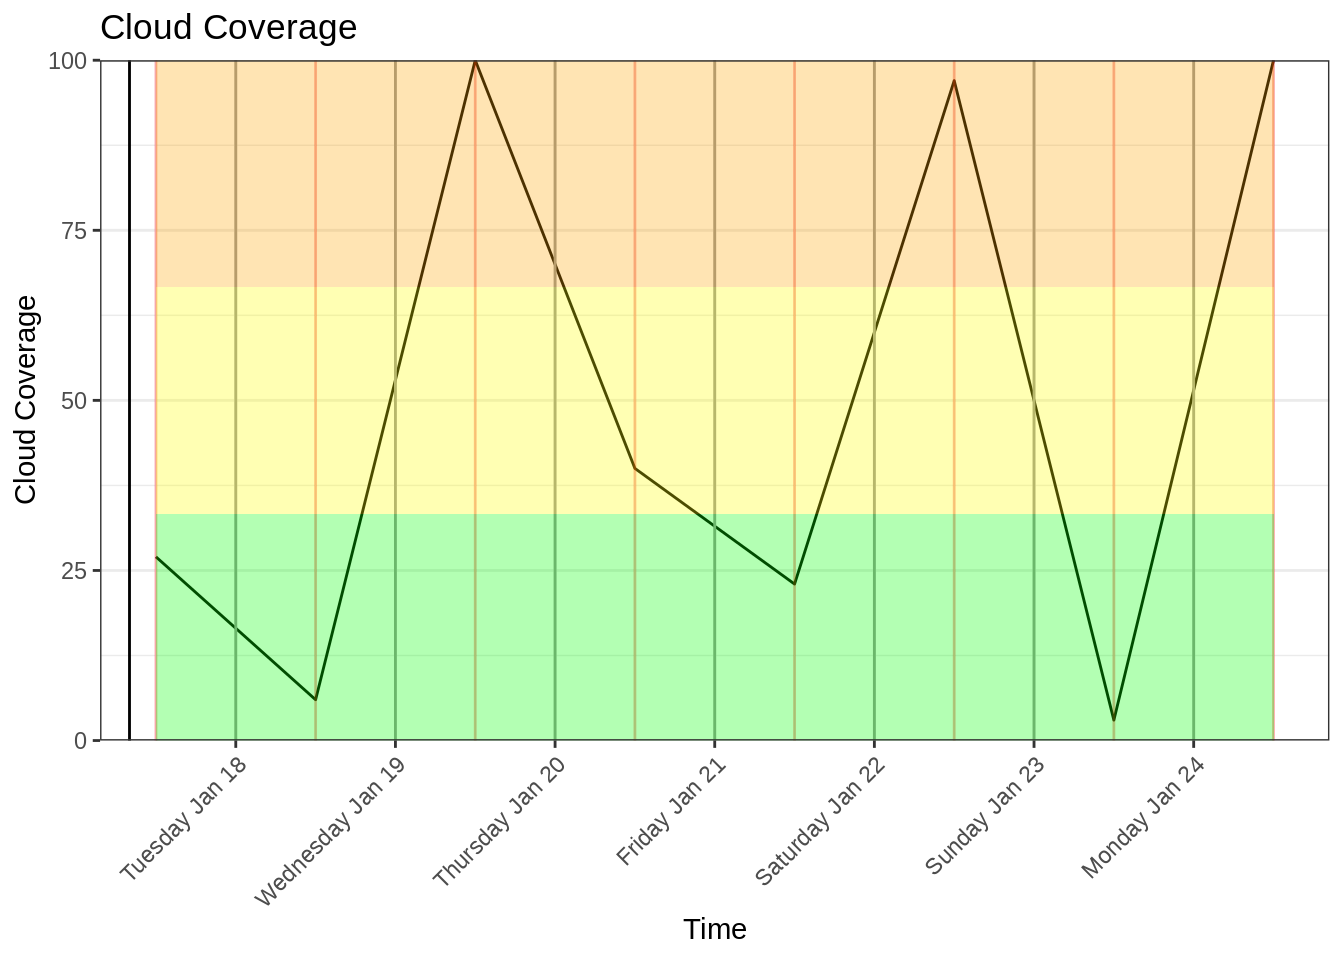 Cloud Coverage
Cloud Coverage
100
75
50
25
0
Tuesday Jan 18
Wednesday Jan 19
Thursday Jan 20
Friday Jan 21
Saturday Jan 22
Sunday Jan 23
Monday Jan 24
Time